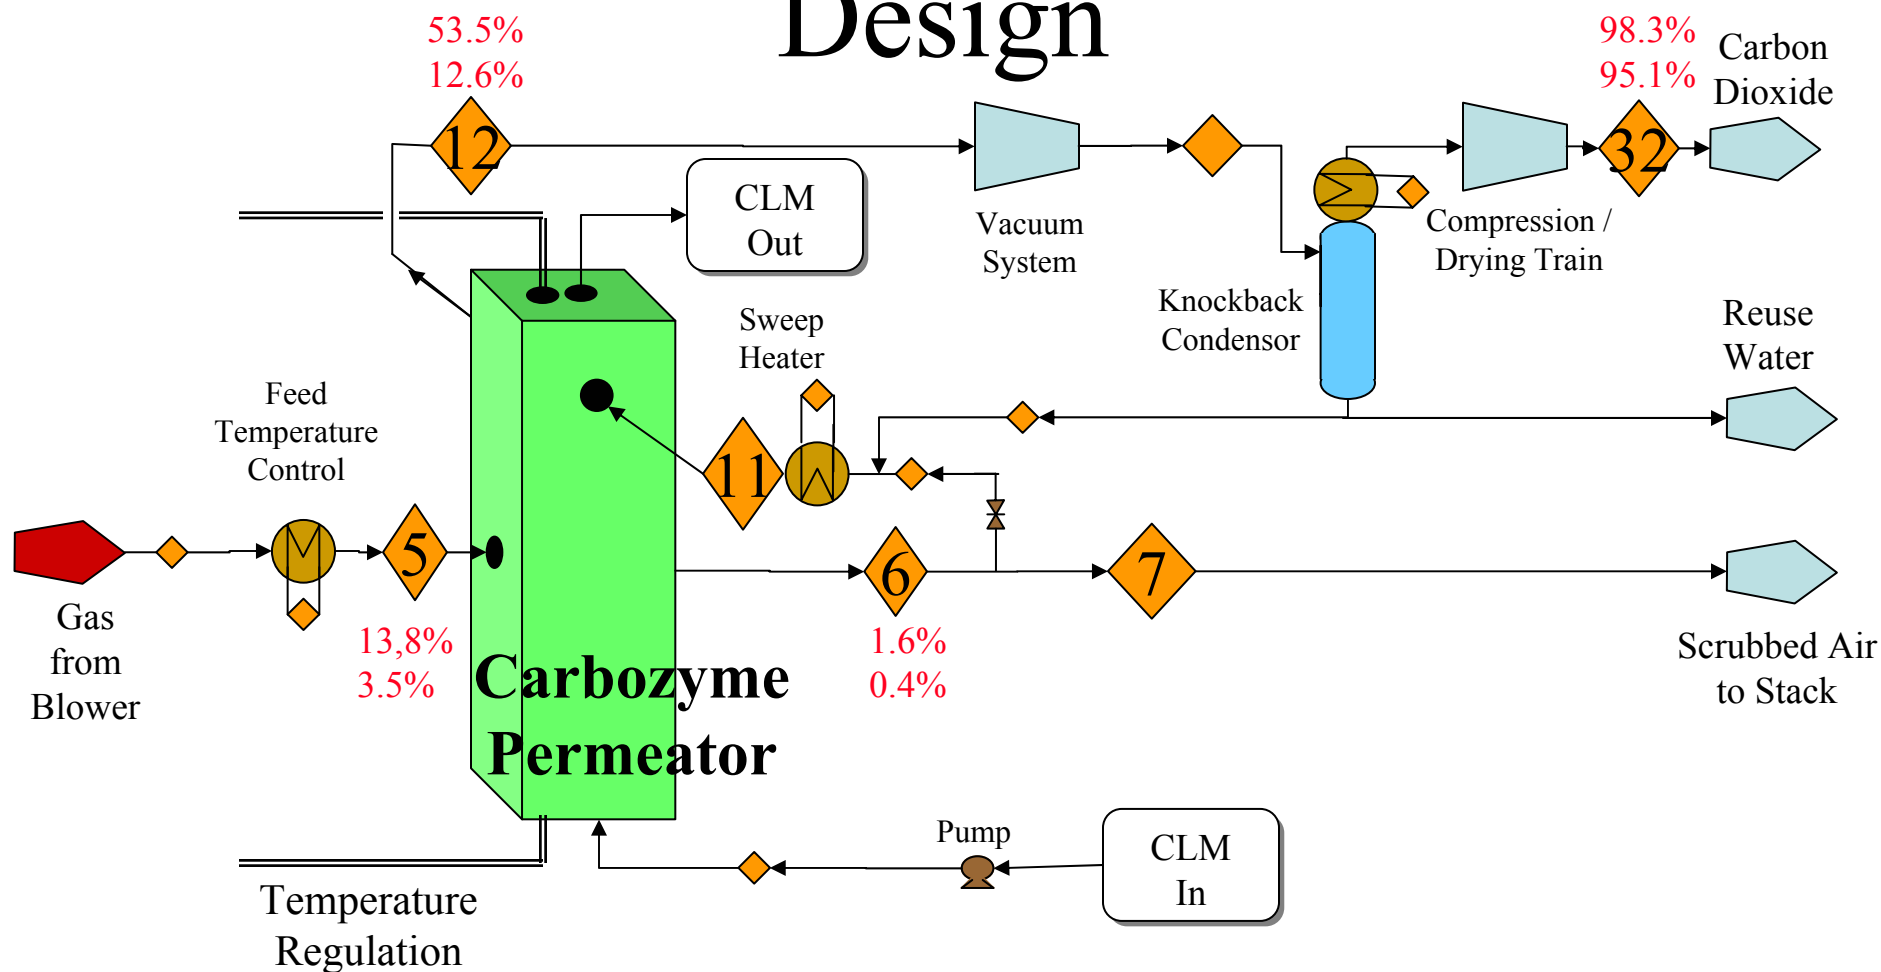 Design
53.5%
12.6%
98.3%
95.1%
Carbon
Dioxide
12
32
CLM
Out
Vacuum
System
Compression /
Drying Train
Knockback
Condensor
Sweep
Heater
Reuse
Water
Feed
Temperature
Control
11
5
6
7
Gas
from
Blower
13,8%
3.5%
1.6%
0.4%
Carbozyme
Permeator
Scrubbed Air
to Stack
Pump
CLM
In
Temperature
Regulation